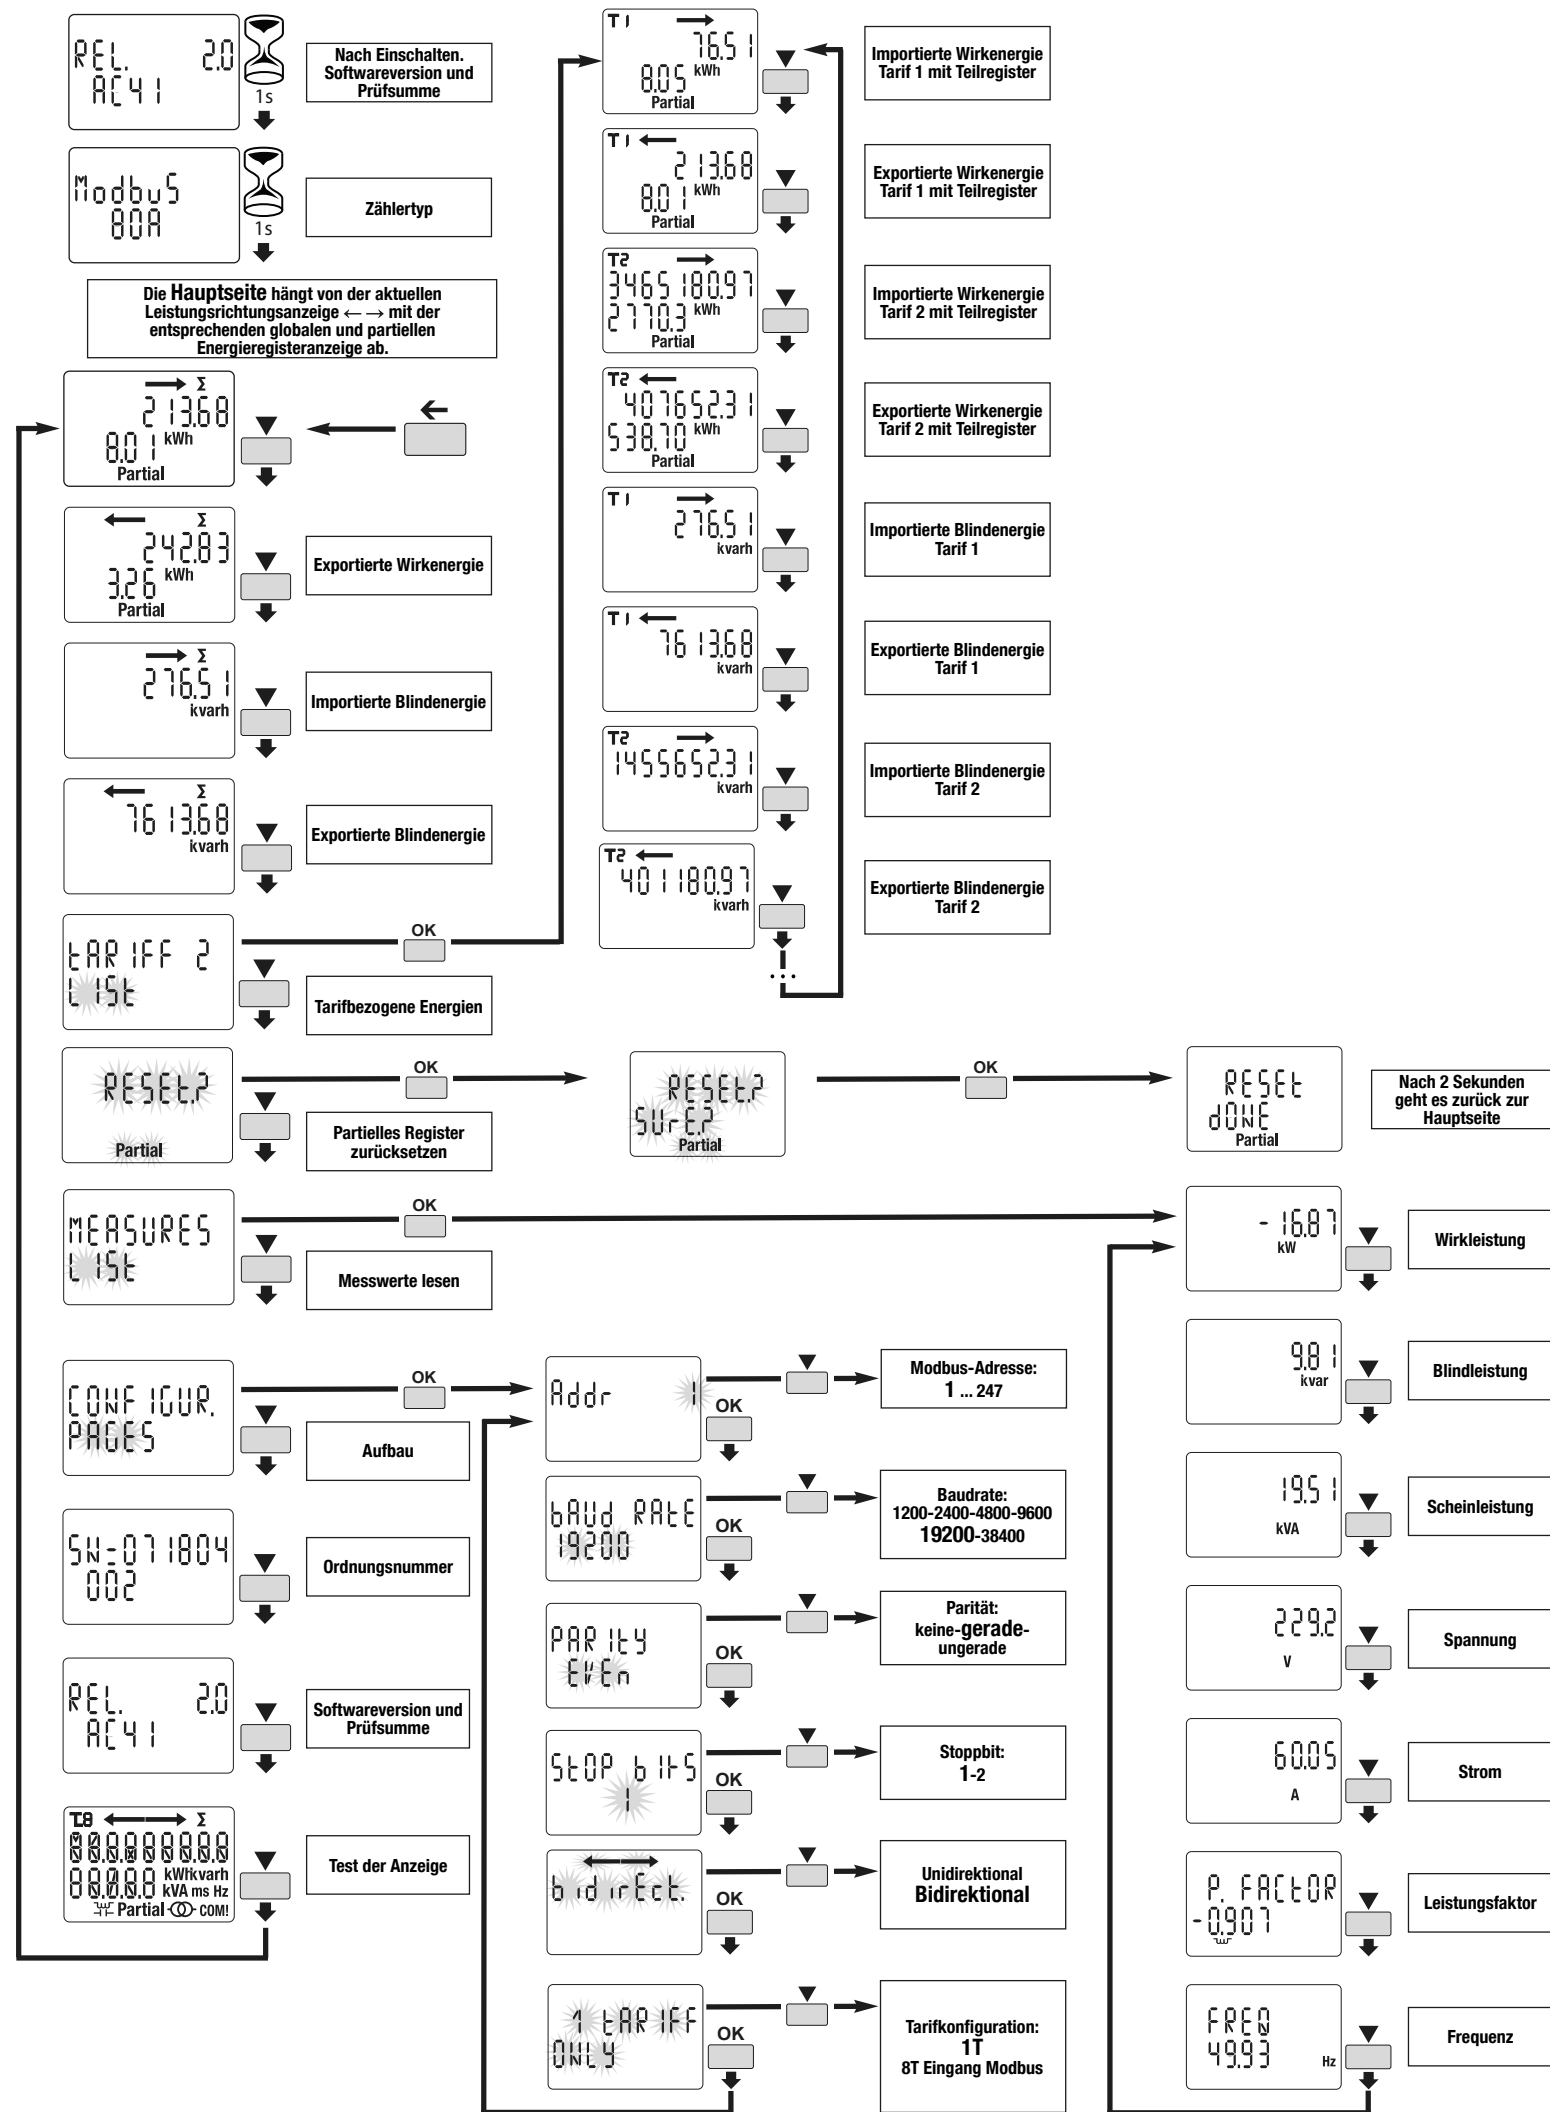 REL. 2.0
AC41
1s
Nach Einschalten.
Softwareversion und
Prüfsumme
ModbuS
80A
1s
Zählertyp
Die Hauptseite hängt von der aktuellen
Leistungsrichtungsanzeige ←→ mit der
entsprechenden globalen und partiellen
Energieregisteranzeige ab.
→ Σ
213.68
8.01 kWh
Partial
←
← Σ
242.83
3.26 kWh
Partial
Exportierte Wirkenergie
→ Σ
276.51
kvarh
Importierte Blindenergie
← Σ
7613.68
kvarh
Exportierte Blindenergie
tARIFF 2
LISt
OK
Tarifbezogene Energien
T1 →
76.51
8.05 kWh
Partial
Importierte Wirkenergie
Tarif 1 mit Teilregister
T1 ←
213.68
8.01 kWh
Partial
Exportierte Wirkenergie
Tarif 1 mit Teilregister
T2 →
3465180.97
2770.3 kWh
Partial
Importierte Wirkenergie
Tarif 2 mit Teilregister
T2 ←
407652.31
538.70 kWh
Partial
Exportierte Wirkenergie
Tarif 2 mit Teilregister
T1 →
276.51
kvarh
Importierte Blindenergie
Tarif 1
T1 ←
7613.68
kvarh
Exportierte Blindenergie
Tarif 1
T2 →
1455652.31
kvarh
Importierte Blindenergie
Tarif 2
T2 ←
401180.97
kvarh
Exportierte Blindenergie
Tarif 2
...
RESEt.?
Partial
OK
Partielles Register
zurücksetzen
RESEt.?
SUrE.?
Partial
OK
RESEt
dONE
Partial
Nach 2 Sekunden
geht es zurück zur
Hauptseite
MEASURES
LISt
OK
Messwerte lesen
-16.87
kW
Wirkleistung
9.81
kvar
Blindleistung
19.51
kVA
Scheinleistung
229.2
V
Spannung
60.05
A
Strom
P. FACtOR
-0.907
Leistungsfaktor
FREQ
49.93 Hz
Frequenz
CONFIGUR.
PAGES
OK
Aufbau
Addr 1
OK
Modbus-Adresse:
1 ... 247
bAUd RAtE
19200
OK
Baudrate:
1200-2400-4800-9600
19200-38400
PARItY
EVEn
OK
Parität:
keine-gerade-
ungerade
StOP bItS
1
OK
Stoppbit:
1-2
←→
bidirEct.
OK
Unidirektional
Bidirektional
1 tARIFF
ONLY
OK
Tarifkonfiguration:
1T
8T Eingang Modbus
SN=071804
002
Ordnungsnummer
REL. 2.0
AC41
Softwareversion und
Prüfsumme
T.8 ←→ Σ
kWhkvarh
kVA ms Hz
Partial COM!
Test der Anzeige